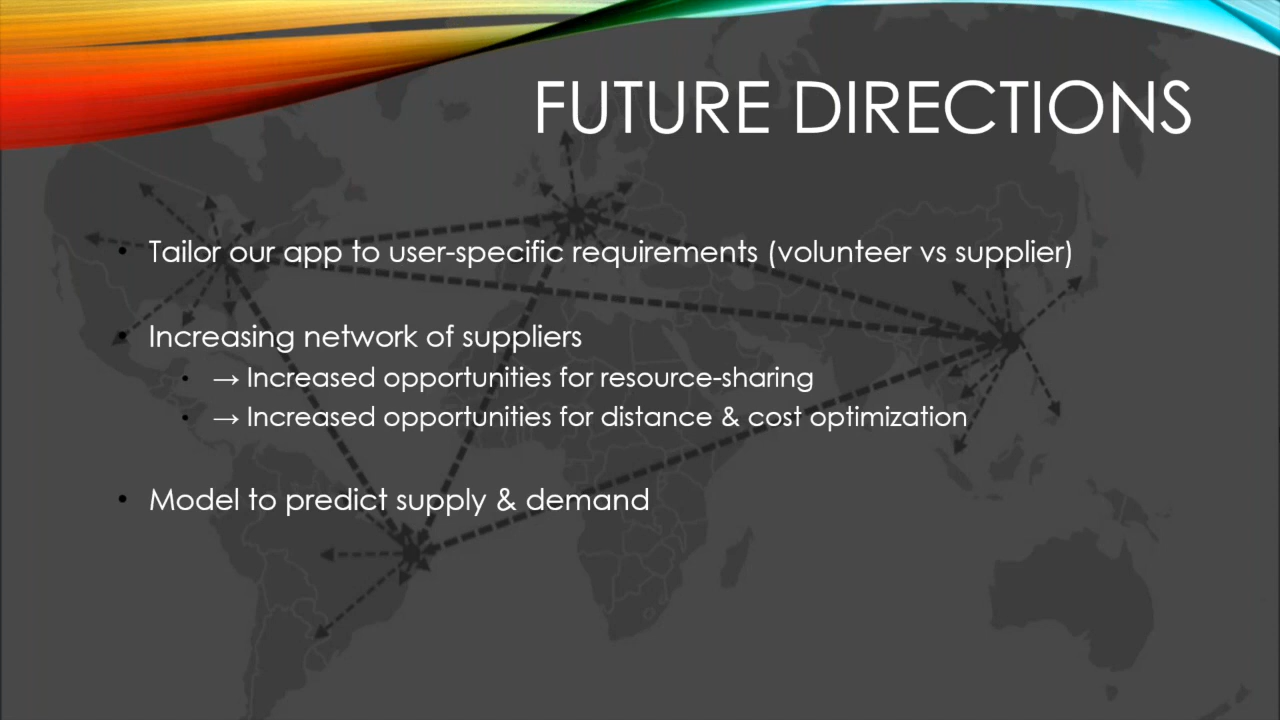 FUTURE DIRECTIONS
• Tailor our app to user-specific requirements (volunteer vs supplier)
• Increasing network of suppliers
• → Increased opportunities for resource-sharing
• → Increased opportunities for distance & cost optimization
• Model to predict supply & demand